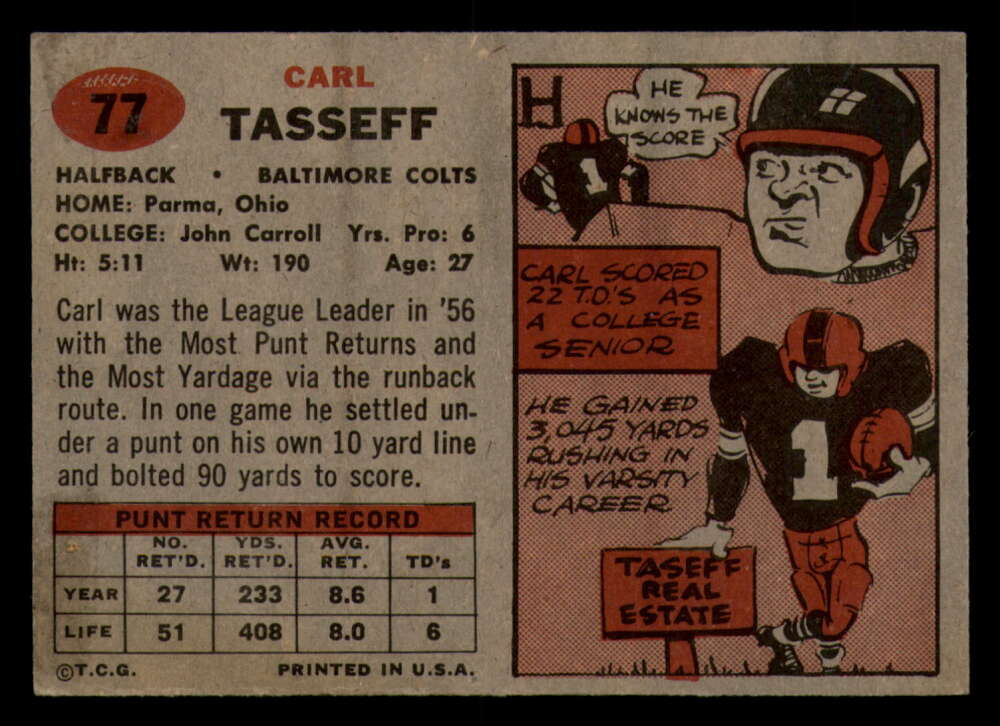 77
CARL
TASSEFF
HALFBACK • BALTIMORE COLTS
HOME: Parma, Ohio
COLLEGE: John Carroll Yrs. Pro: 6
Ht: 5:11 Wt: 190 Age: 27
Carl was the League Leader in '56
with the Most Punt Returns and
the Most Yardage via the runback
route. In one game he settled un-
der a punt on his own 10 yard line
and bolted 90 yards to score.
PUNT RETURN RECORD
NO. RET'D. YDS. RET'D. AVG. RET. TD's
YEAR 27 233 8.6 1
LIFE 51 408 8.0 6
©T.C.G. PRINTED IN U.S.A.
H
HE
KNOWS THE
SCORE
1
CARL SCORED
22 T.D.'S AS
A COLLEGE
SENIOR
HE GAINED
3,045 YARDS
RUSHING IN
HIS VARSITY
CAREER
1
TASEFF
REAL
ESTATE